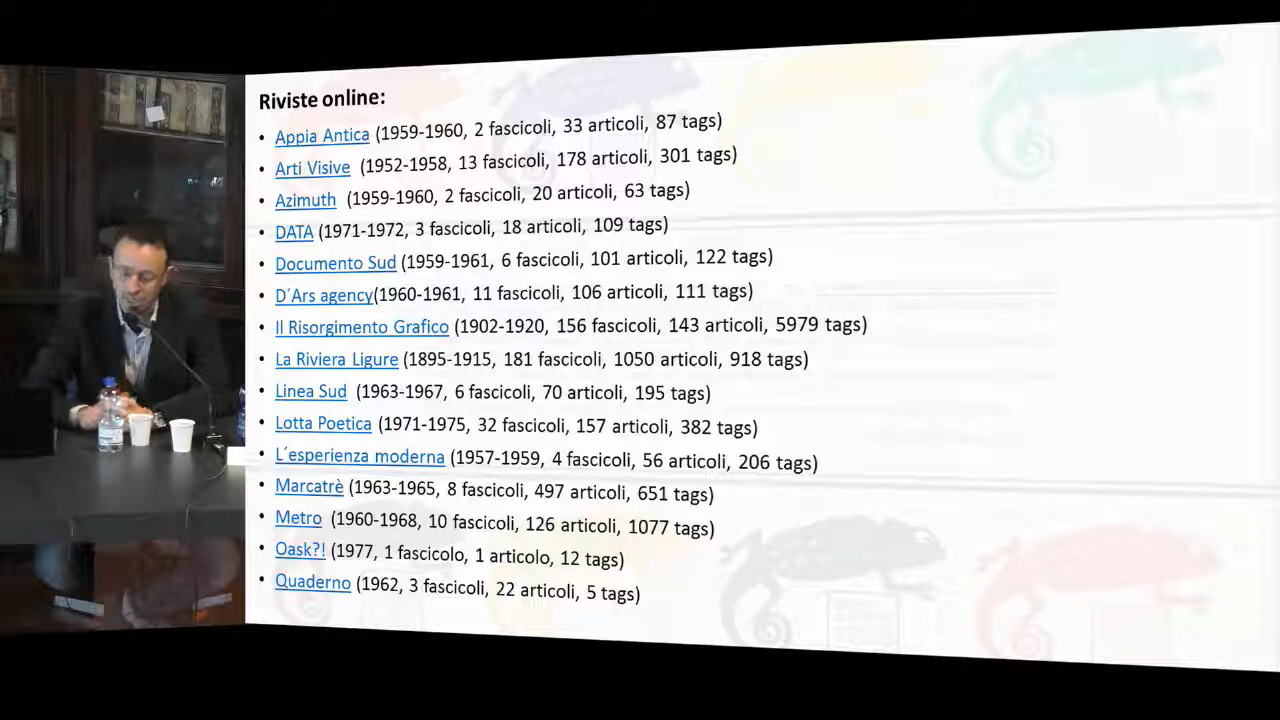 Riviste online:
• Appia Antica (1959-1960, 2 fascicoli, 33 articoli, 87 tags)
• Arti Visive (1952-1958, 13 fascicoli, 178 articoli, 301 tags)
• Azimuth (1959-1960, 2 fascicoli, 20 articoli, 63 tags)
• DATA (1971-1972, 3 fascicoli, 18 articoli, 109 tags)
• Documento Sud (1959-1961, 6 fascicoli, 101 articoli, 122 tags)
• D´Ars agency(1960-1961, 11 fascicoli, 106 articoli, 111 tags)
• Il Risorgimento Grafico (1902-1920, 156 fascicoli, 143 articoli, 5979 tags)
• La Riviera Ligure (1895-1915, 181 fascicoli, 1050 articoli, 918 tags)
• Linea Sud (1963-1967, 6 fascicoli, 70 articoli, 195 tags)
• Lotta Poetica (1971-1975, 32 fascicoli, 157 articoli, 382 tags)
• L´esperienza moderna (1957-1959, 4 fascicoli, 56 articoli, 206 tags)
• Marcatrè (1963-1965, 8 fascicoli, 497 articoli, 651 tags)
• Metro (1960-1968, 10 fascicoli, 126 articoli, 1077 tags)
• Oask?! (1977, 1 fascicolo, 1 articolo, 12 tags)
• Quaderno (1962, 3 fascicoli, 22 articoli, 5 tags)